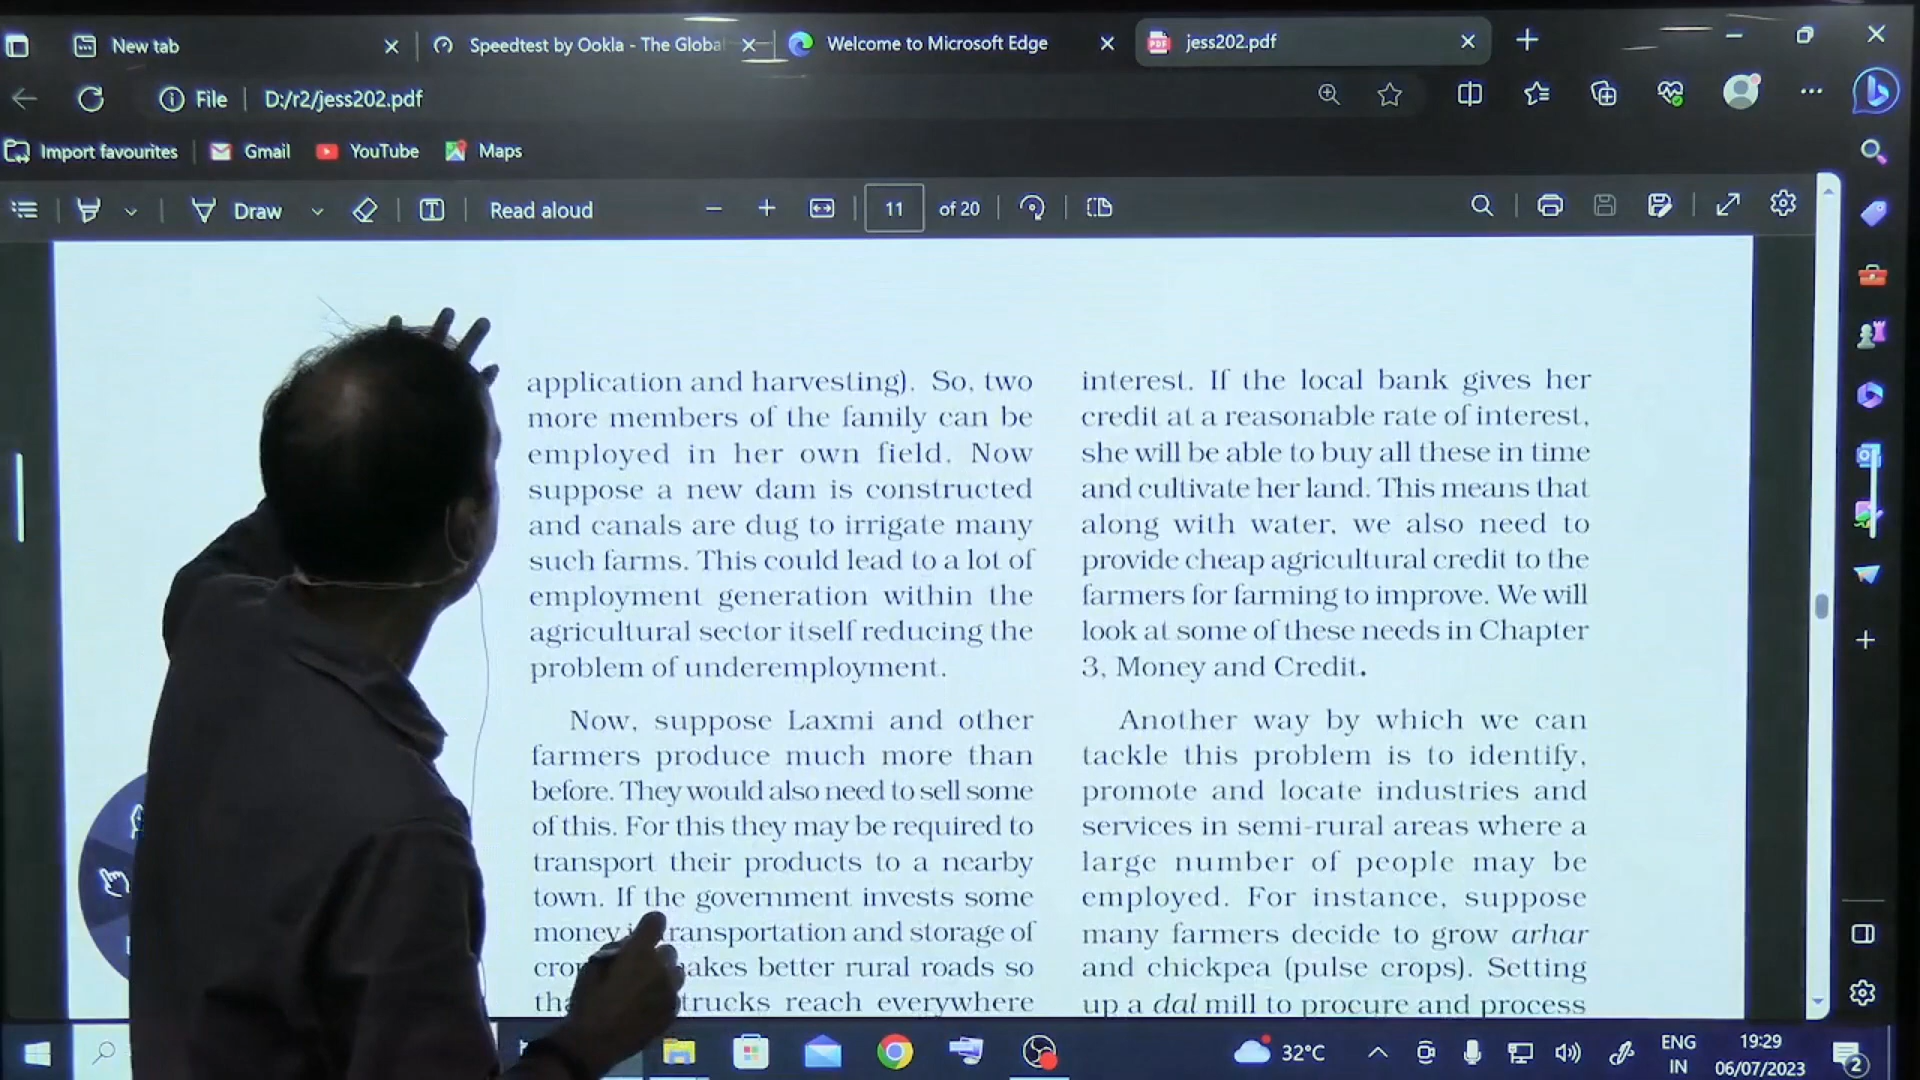 New tab
Speedtest by Ookla - The Global
Welcome to Microsoft Edge
jess202.pdf
File
D:/r2/jess202.pdf
Import favourites
Gmail
YouTube
Maps
Draw
Read aloud
11
of 20
application and harvesting). So, two
more members of the family can be
employed in her own field. Now
suppose a new dam is constructed
and canals are dug to irrigate many
such farms. This could lead to a lot of
employment generation within the
agricultural sector itself reducing the
problem of underemployment.
Now, suppose Laxmi and other
farmers produce much more than
before. They would also need to sell some
of this. For this they may be required to
transport their products to a nearby
town. If the government invests some
money transportation and storage of
better rural roads so
trucks reach everywhere
interest. If the local bank gives her
credit at a reasonable rate of interest,
she will be able to buy all these in time
and cultivate her land. This means that
along with water, we also need to
provide cheap agricultural credit to the
farmers for farming to improve. We will
look at some of these needs in Chapter
3, Money and Credit.
Another way by which we can
tackle this problem is to identify,
promote and locate industries and
services in semi-rural areas where a
large number of people may be
employed. For instance, suppose
many farmers decide to grow arhar
and chickpea (pulse crops). Setting
up a dal mill to procure and process
32°C
ENG
IN
19:29
06/07/2023
2